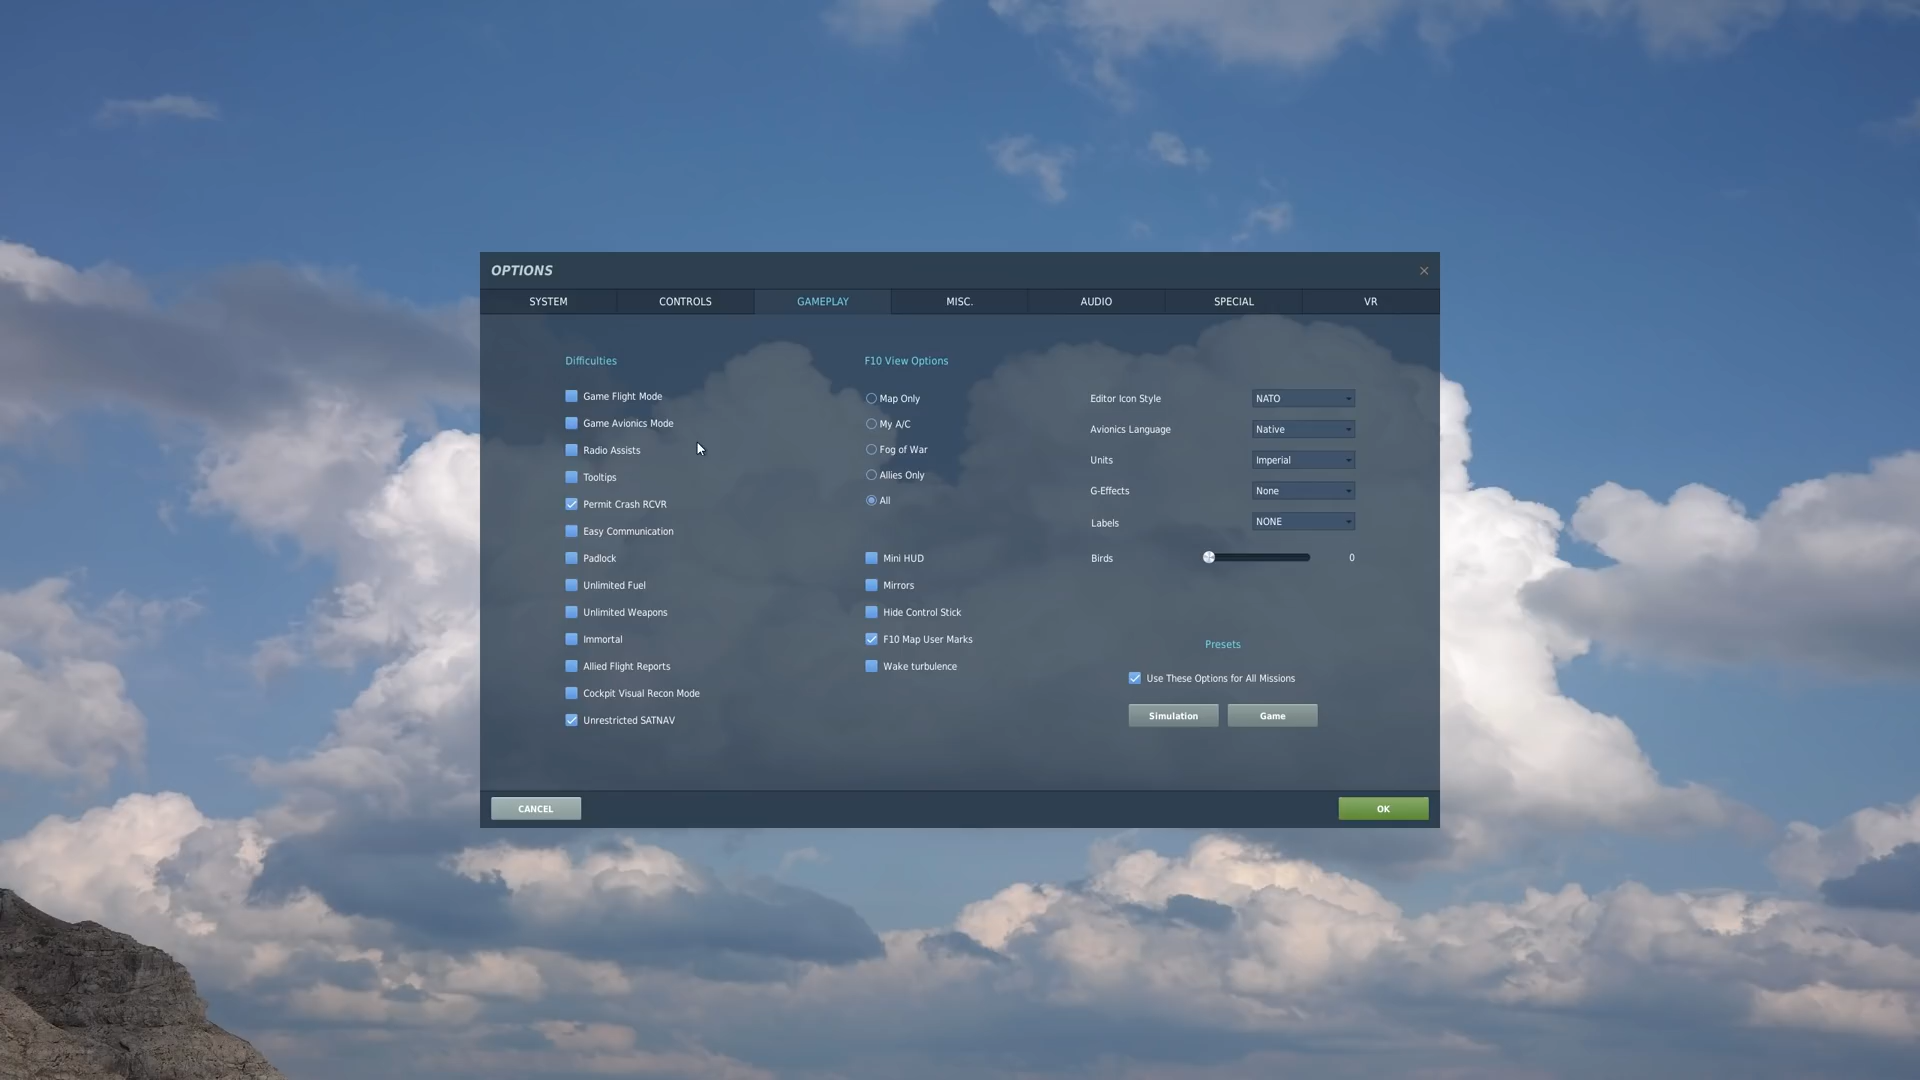 OPTIONS
SYSTEM
CONTROLS
GAMEPLAY
MISC.
AUDIO
SPECIAL
VR
Difficulties
Game Flight Mode
Game Avionics Mode
Radio Assists
Tooltips
Permit Crash RCVR
Easy Communication
Padlock
Unlimited Fuel
Unlimited Weapons
Immortal
Allied Flight Reports
Cockpit Visual Recon Mode
Unrestricted SATNAV
F10 View Options
Map Only
My A/C
Fog of War
Allies Only
All
Mini HUD
Mirrors
Hide Control Stick
F10 Map User Marks
Wake turbulence
Editor Icon Style NATO
Avionics Language Native
Units Imperial
G-Effects None
Labels NONE
Birds 0
Presets
Use These Options for All Missions
Simulation
Game
CANCEL
OK